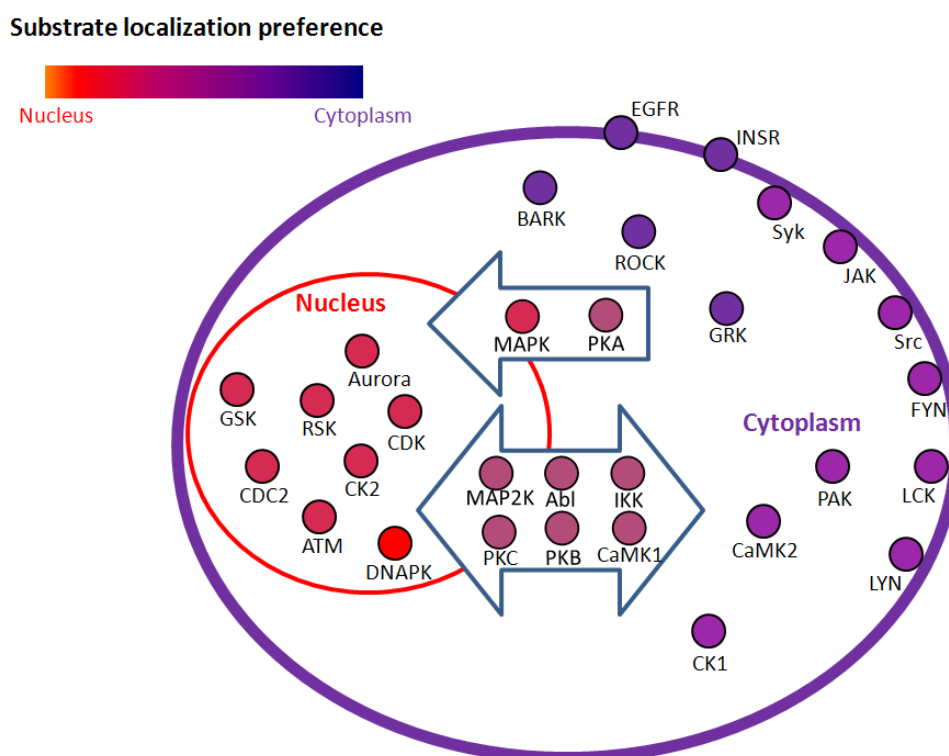 Substrate localization preference
Nucleus
Cytoplasm
EGFR
INSR
BARK
Syk
ROCK
JAK
Nucleus
MAPK
PKA
GRK
Src
Aurora
GSK
RSK
CDK
FYN
Cytoplasm
CDC2
CK2
MAP2K
Abl
IKK
PAK
LCK
ATM
DNAPK
PKC
PKB
CaMK1
CaMK2
LYN
CK1